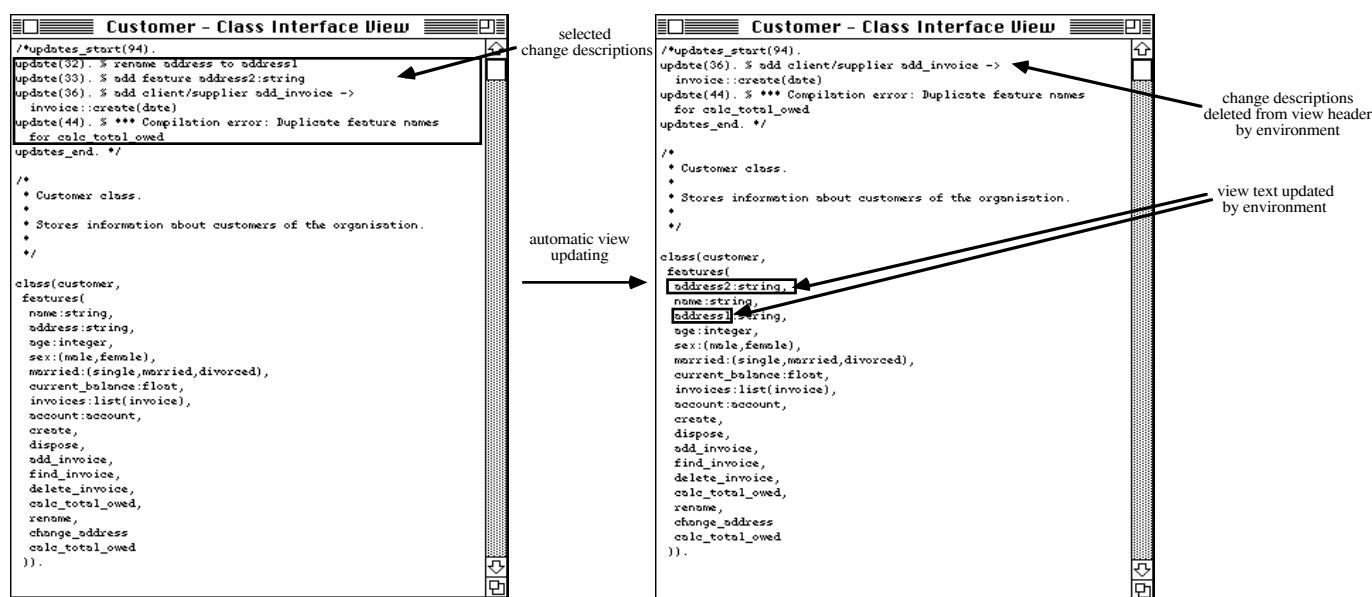 Customer – Class Interface View
/*updates_start(94).
update(32). % rename address to address1
update(33). % add feature address2:string
update(36). % add client/supplier add_invoice ->
invoice::create(date)
update(44). % *** Compilation error: Duplicate feature names
for calc_total_owed
updates_end. */
/*
* Customer class.
*
* Stores information about customers of the organisation.
*
*/
class(customer,
features(
name:string,
address:string,
age:integer,
sex:(male,female),
married:(single,married,divorced),
current_balance:float,
invoices:list(invoice),
account:account,
create,
dispose,
add_invoice,
find_invoice,
delete_invoice,
calc_total_owed,
rename,
change_address
calc_total_owed
)).
selected
change descriptions
automatic view
updating
Customer – Class Interface View
/*updates_start(94).
update(36). % add client/supplier add_invoice ->
invoice::create(date)
update(44). % *** Compilation error: Duplicate feature names
for calc_total_owed
updates_end. */
/*
* Customer class.
*
* Stores information about customers of the organisation.
*
*/
class(customer,
features(
address2:string,
name:string,
address1:string,
age:integer,
sex:(male,female),
married:(single,married,divorced),
current_balance:float,
invoices:list(invoice),
account:account,
create,
dispose,
add_invoice,
find_invoice,
delete_invoice,
calc_total_owed,
rename,
change_address
calc_total_owed
)).
change descriptions
deleted from view header
by environment
view text updated
by environment